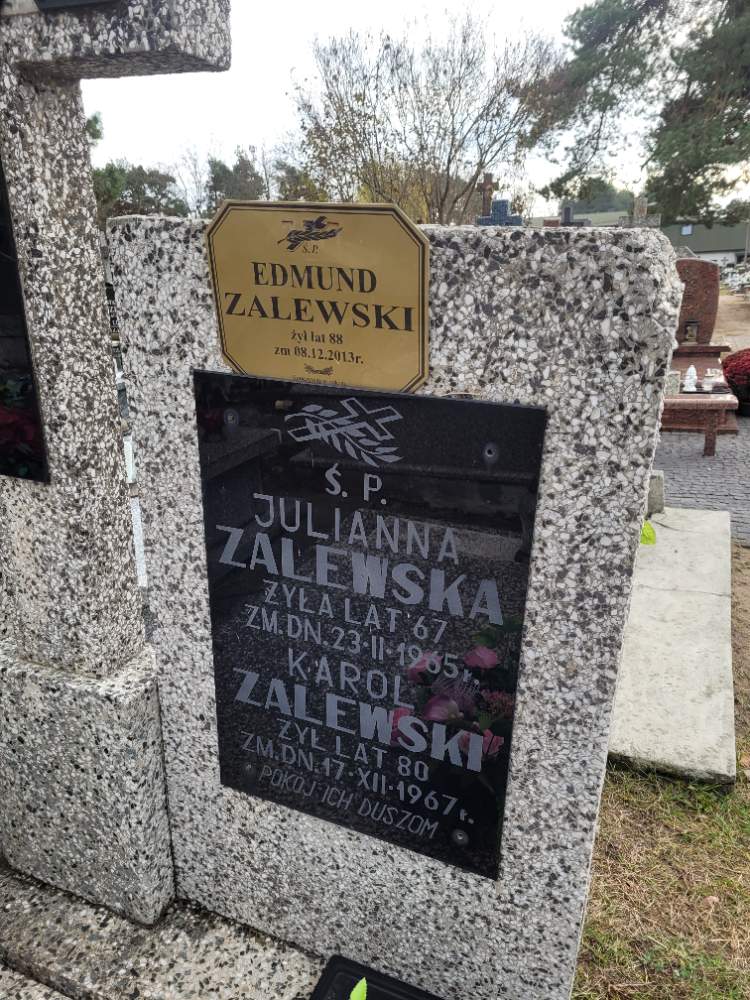 Ś.P.
EDMUND
ZALEWSKI
żył lat 88
zm 08.12.2013r.
Ś. P.
JULIANNA
ZALEWSKA
ŻYŁA LAT 67
ZM.DN.23·II·1965r.
KAROL
ZALEWSKI
ŻYŁ LAT 80
ZM.DN.17·XII·1967r.
POKÓJ ICH DUSZOM